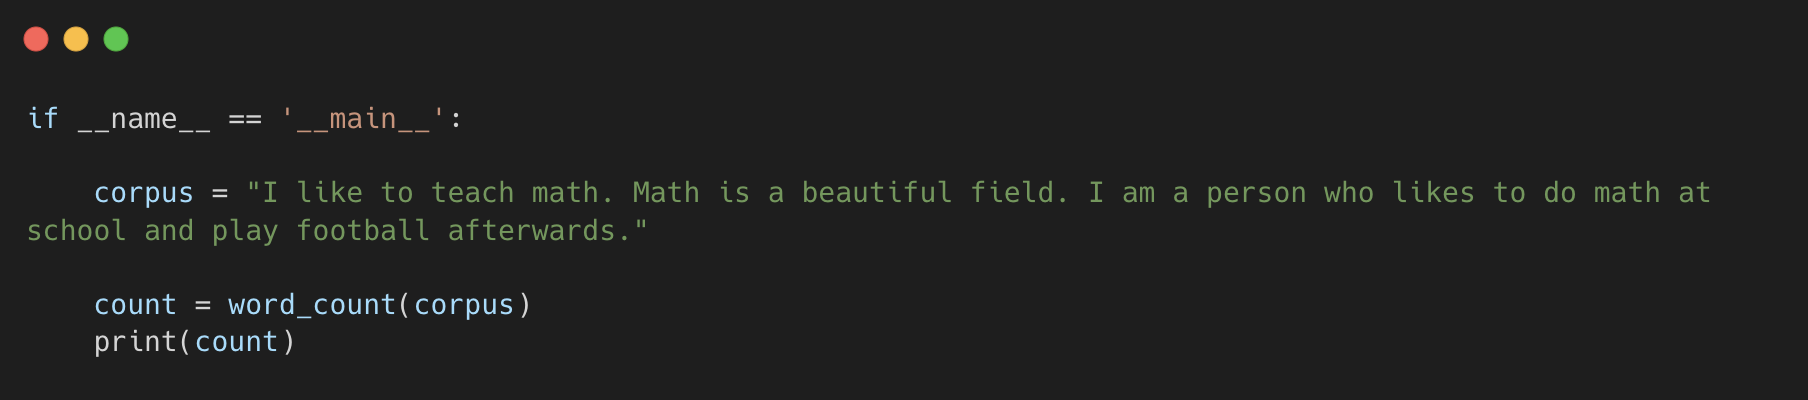 if __name__ == '__main__':
    corpus = "I like to teach math. Math is a beautiful field. I am a person who likes to do math at
school and play football afterwards."
    count = word_count(corpus)
    print(count)